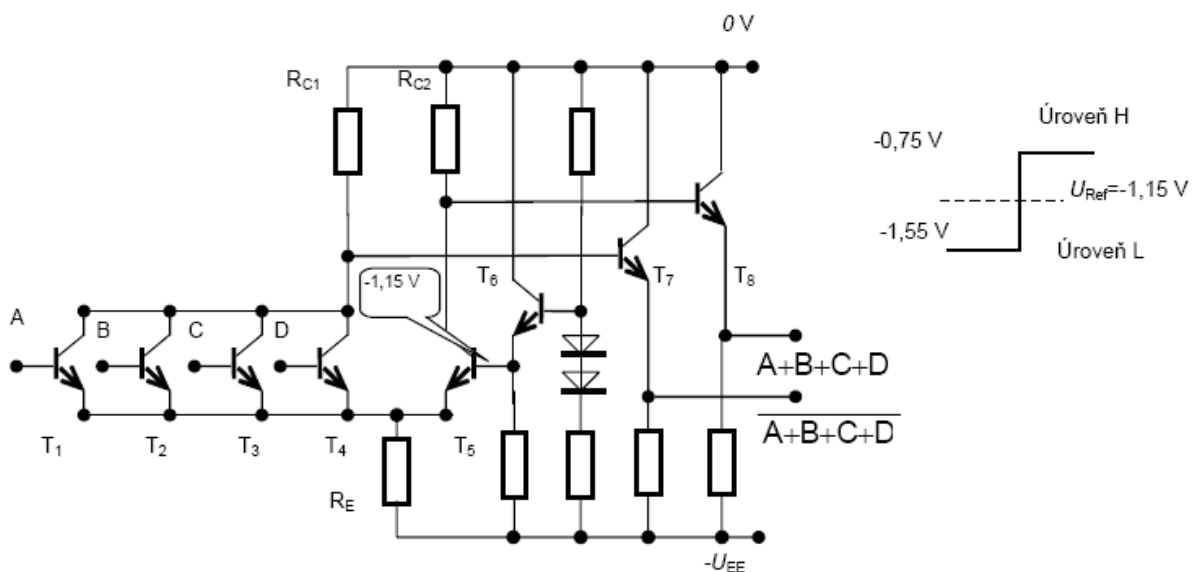 0 V
R_C1
R_C2
Úroveň H
-0,75 V
U_Ref=-1,15 V
-1,55 V
Úroveň L
-1,15 V
T_6
T_7
T_8
A
B
C
D
A+B+C+D
A+B+C+D
T_1
T_2
T_3
T_4
T_5
R_E
-U_EE